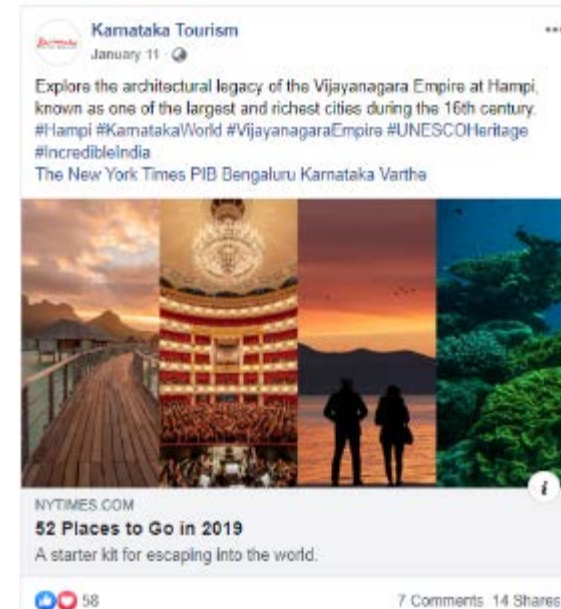 Karnataka Tourism
January 11
Explore the architectural legacy of the Vijayanagara Empire at Hampi,
known as one of the largest and richest cities during the 16th century.
#Hampi #KarnatakaWorld #VijayanagaraEmpire #UNESCOHeritage
#IncredibleIndia
The New York Times PIB Bengaluru Karnataka Varthe
NYTIMES.COM
52 Places to Go in 2019
A starter kit for escaping into the world.
58
7 Comments 14 Shares